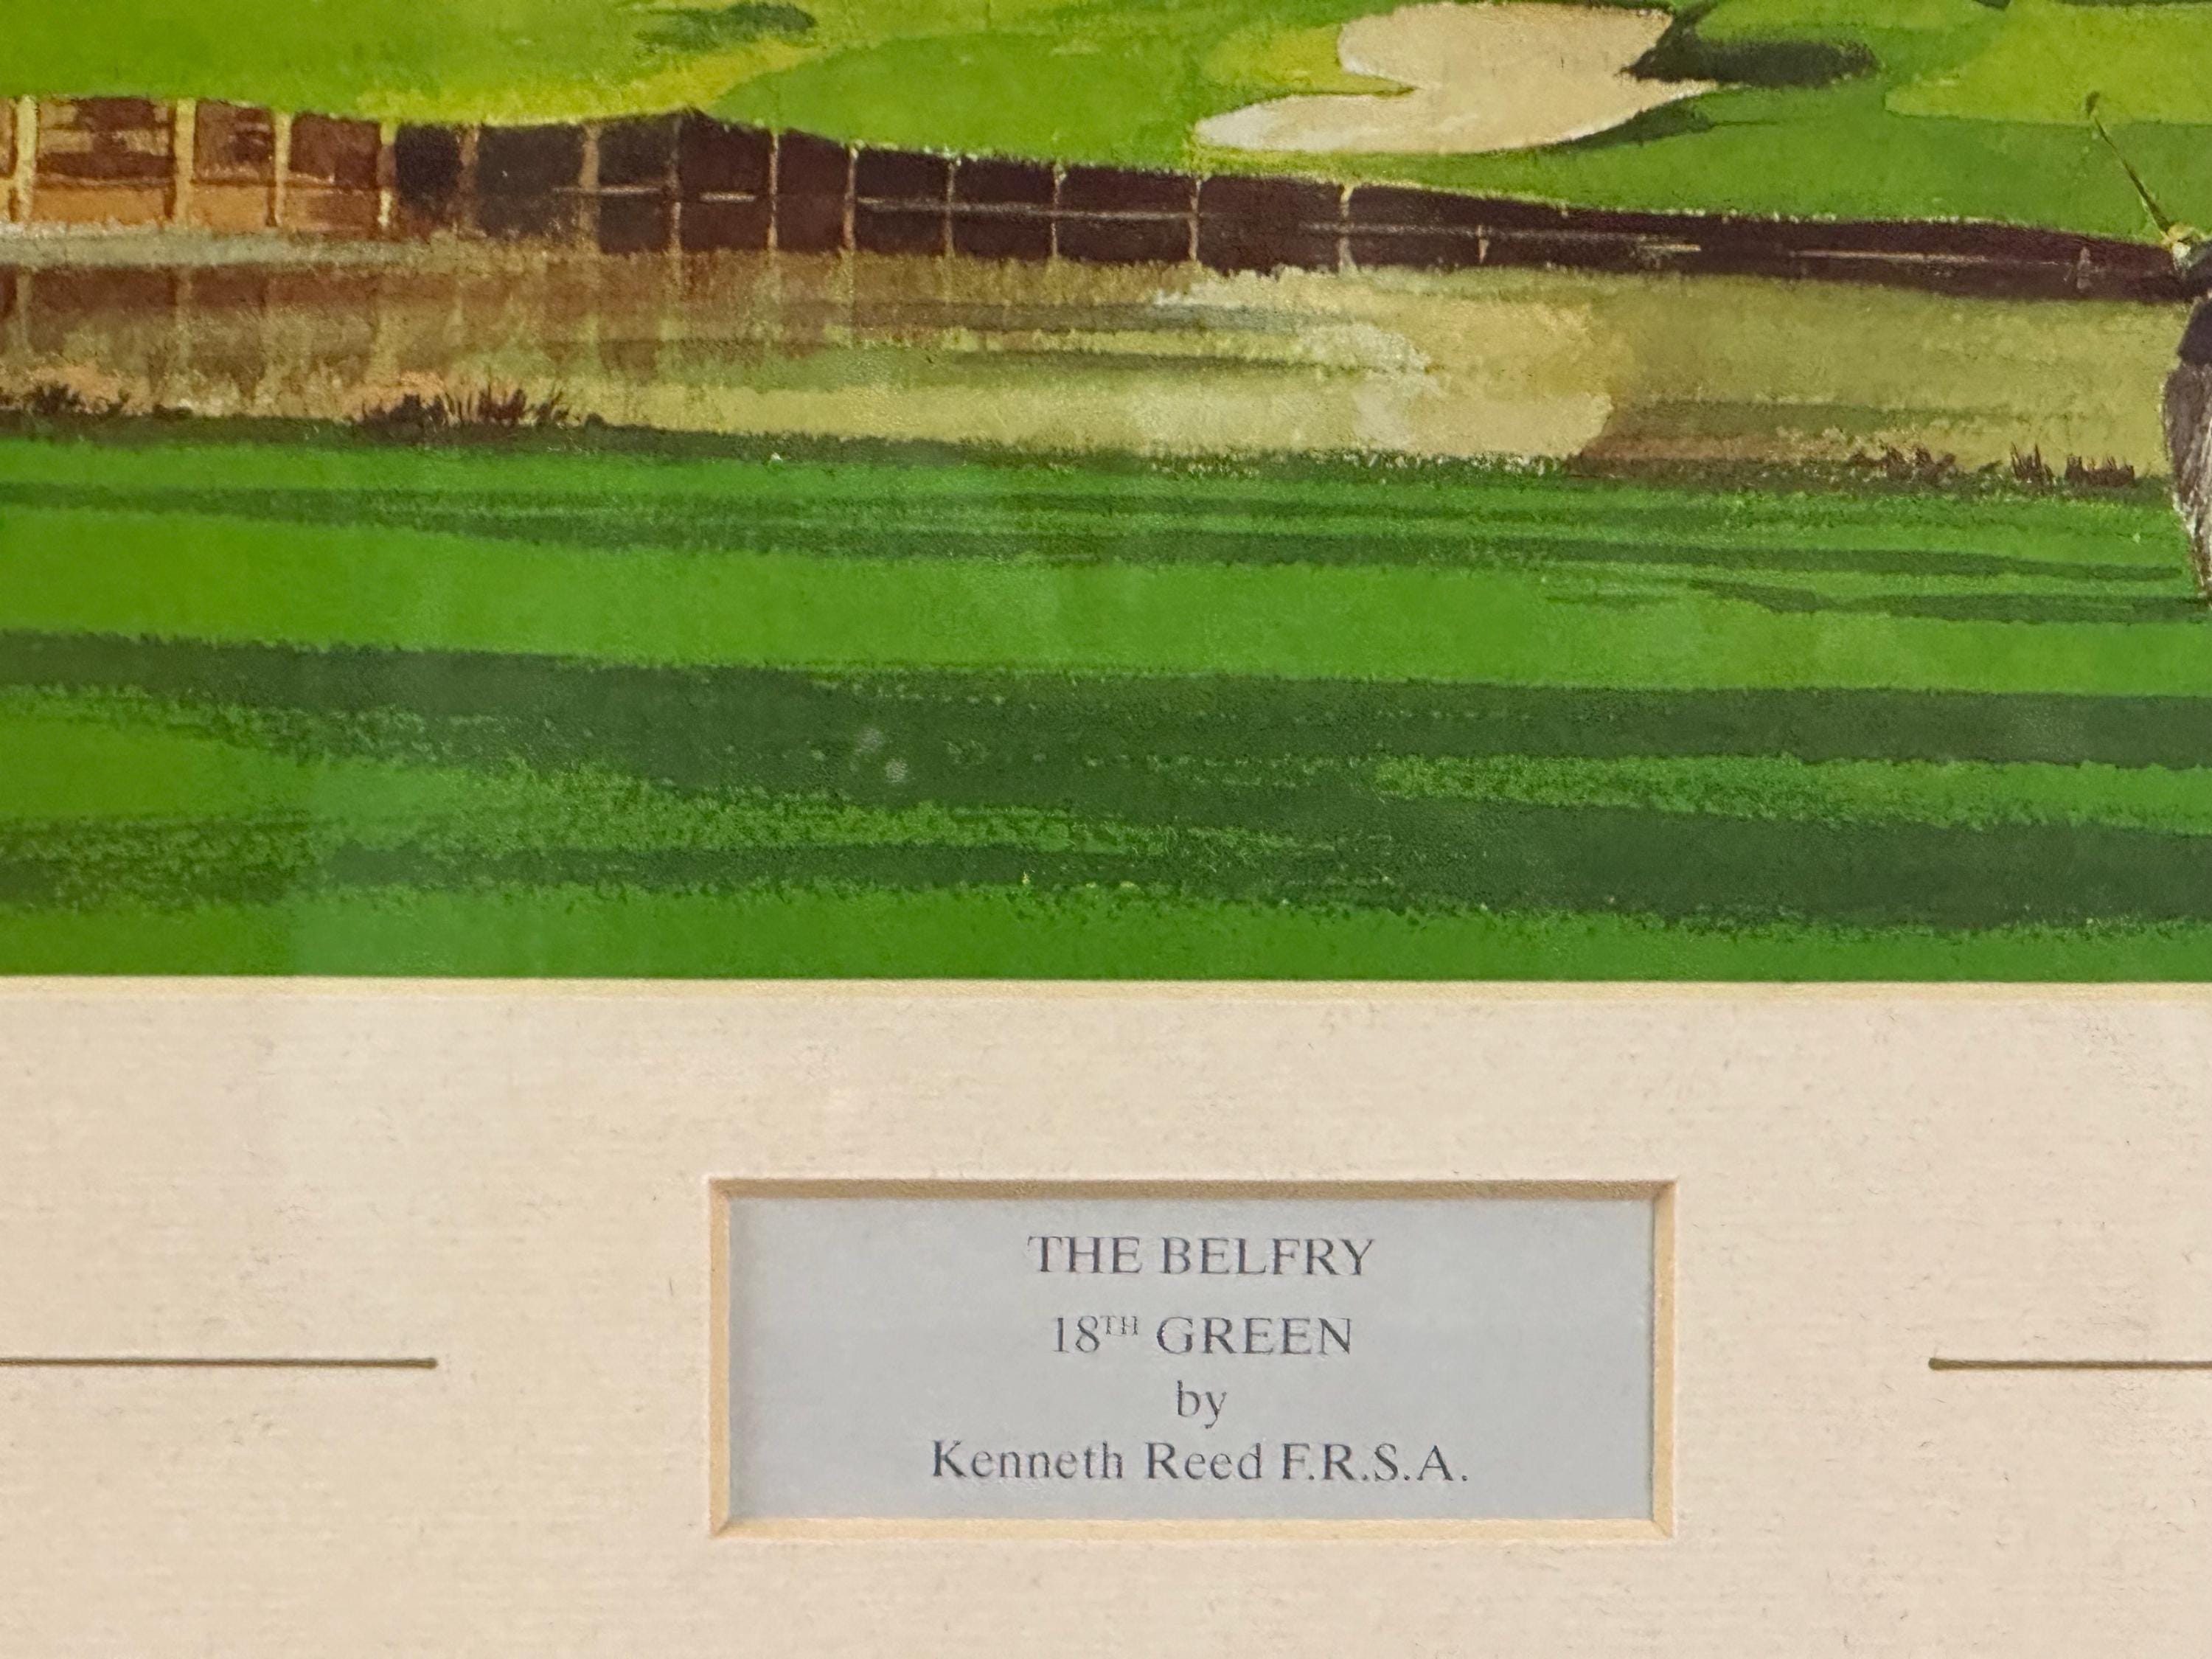 THE BELFRY
18TH GREEN
by
Kenneth Reed F.R.S.A.